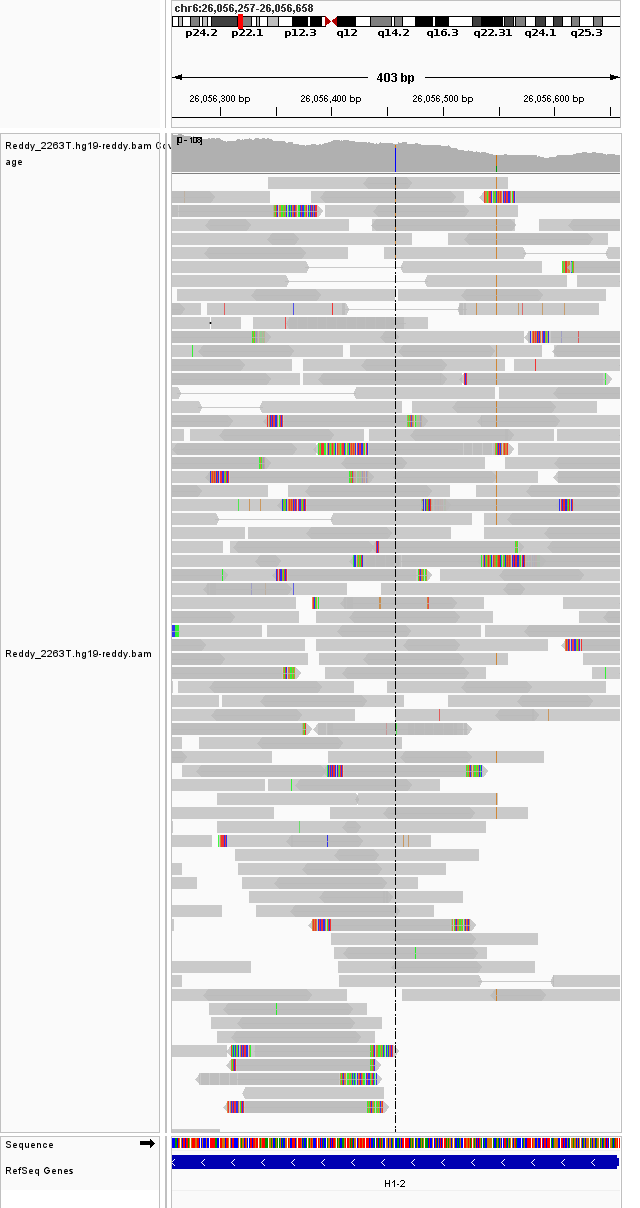 chr6:26,056,257-26,056,658
p24.2 p22.1 p12.3 q12 q14.2 q16.3 q22.31 q24.1 q25.3
403 bp
26,056,300 bp 26,056,400 bp 26,056,500 bp 26,056,600 bp
Reddy_2263T.hg19-reddy.bam Cov
age
Reddy_2263T.hg19-reddy.bam
Sequence
RefSeq Genes
H1-2